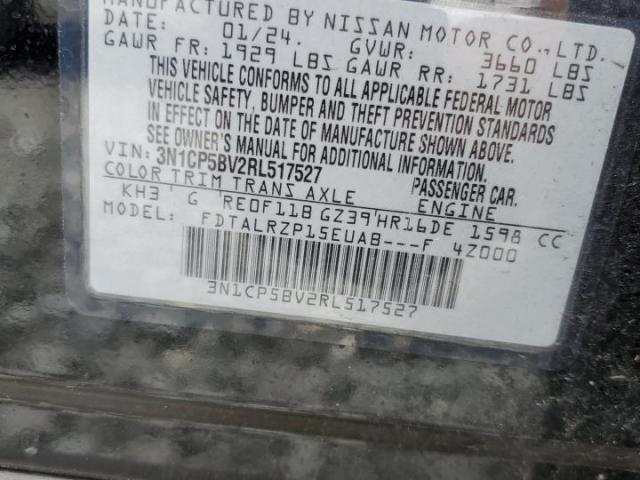 MANUFACTURED BY NISSAN MOTOR CO.,LTD.
DATE: 01/24. GVWR: 3660 LBS
GAWR FR: 1929 LBS GAWR RR: 1731 LBS
THIS VEHICLE CONFORMS TO ALL APPLICABLE FEDERAL MOTOR
VEHICLE SAFETY, BUMPER AND THEFT PREVENTION STANDARDS
IN EFFECT ON THE DATE OF MANUFACTURE SHOWN ABOVE.
SEE OWNER'S MANUAL FOR ADDITIONAL INFORMATION.
VIN: 3N1CP5BV2RL517527 PASSENGER CAR.
COLOR TRIM TRANS AXLE ENGINE
KH3 G RE0F11B GZ39 HR16DE 1598 CC
FDTALRZP15EUAB---F 4Z000
3N1CP5BV2RL517527